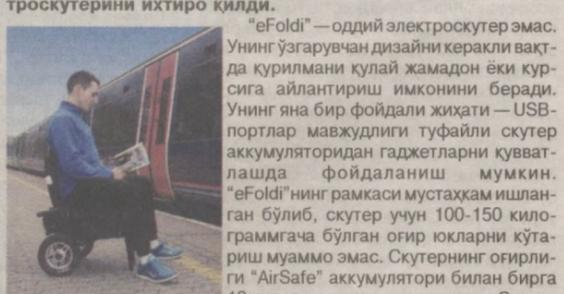 троскутерини ихтиро қилди.
"eFoldi" — оддий электроскутер эмас.
Унинг ўзгарувчан дизайни керакли вақт-
да қурилмани қулай жамадон ёки кур-
сига айлантириш имконини беради.
Унинг яна бир фойдали жиҳати — USB-
портлар мавжудлиги туфайли скутер
аккумуляторидан гаджетларни қувват-
лашда фойдаланиш мумкин.
"eFoldi"нинг рамкаси мустаҳкам ишлан-
ган бўлиб, скутер учун 100-150 кило-
граммгача бўлган оғир юкларни кўта-
риш муаммо эмас. Скутернинг оғирли-
ги "AirSafe" аккумулятори билан бирга